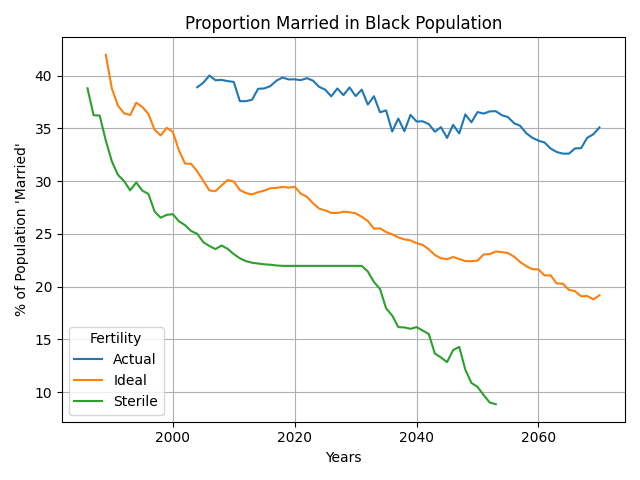 Proportion Married in Black Population
% of Population 'Married'
40
35
30
25
20
15
10
Fertility
Actual
Ideal
Sterile
2000 2020 2040 2060
Years